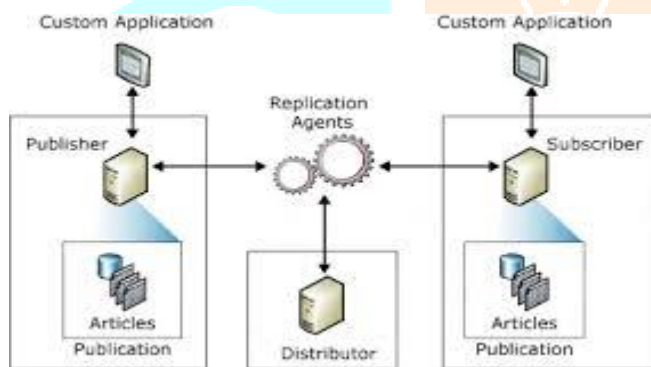 Custom Application
Custom Application
Replication
Agents
Publisher
Subscriber
Articles
Publication
Distributor
Articles
Publication